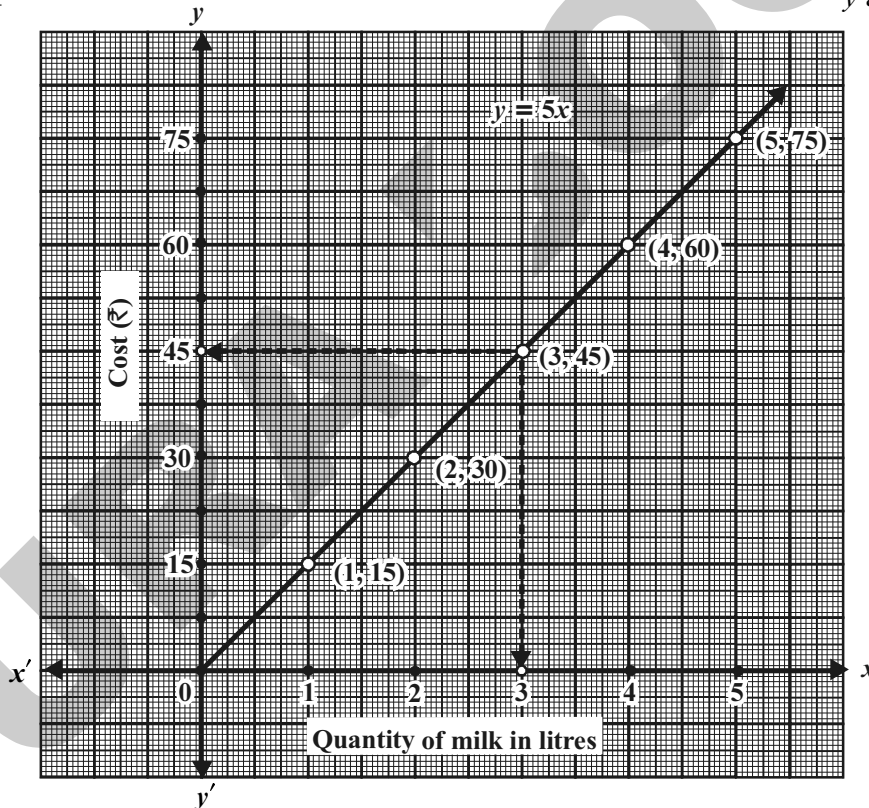 y
y = 5x
75
(5, 75)
60
(4, 60)
Cost (₹)
45
(3, 45)
30
(2, 30)
15
(1, 15)
x′
x
0 1 2 3 4 5
Quantity of milk in litres
y′